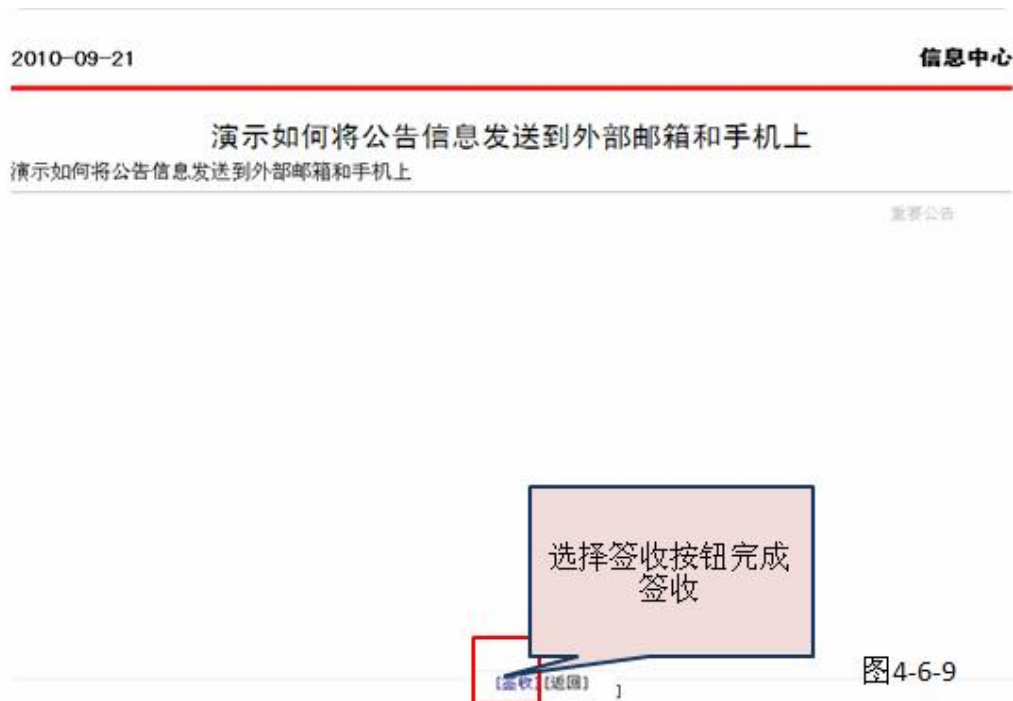 2010-09-21 信息中心
演示如何将公告信息发送到外部邮箱和手机上
演示如何将公告信息发送到外部邮箱和手机上
重要公告
选择签收按钮完成
签收
图4-6-9
[签收][返回] ]